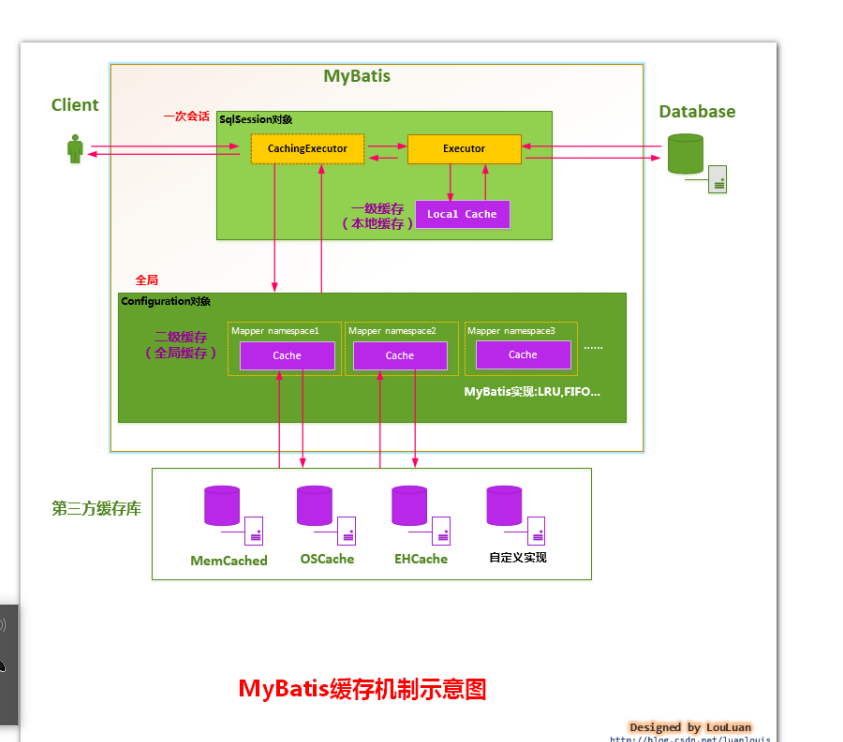 MyBatis
Client
一次会话
SqlSession对象
Database
CachingExecutor
Executor
一级缓存
(本地缓存)
Local Cache
全局
Configuration对象
二级缓存
(全局缓存)
Mapper namespace1
Mapper namespace2
Mapper namespace3
Cache
Cache
Cache
......
MyBatis实现:LRU,FIFO...
第三方缓存库
MemCached
OSCache
EHCache
自定义实现
MyBatis缓存机制示意图
Designed by LouLuan
http://blog.csdn.net/luanlouis